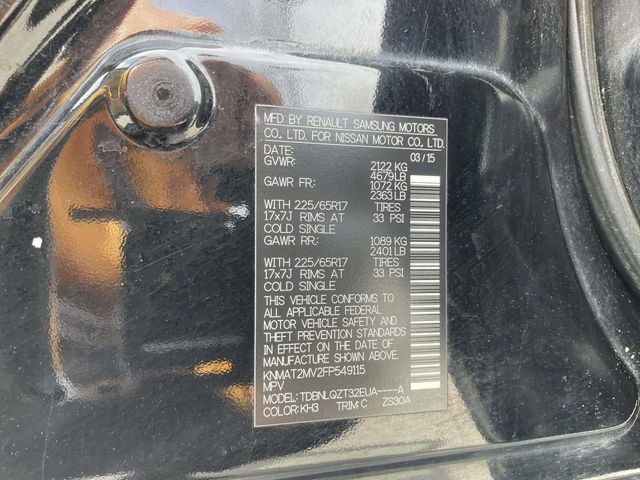 MFD BY RENAULT SAMSUNG MOTORS
CO., LTD. FOR NISSAN MOTOR CO., LTD.
DATE: 03/15
GVWR: 2122 KG
4679LB
GAWR FR: 1072 KG
2363 LB
WITH 225/65R17 TIRES
17x7J RIMS AT 33 PSI
COLD SINGLE
GAWR RR: 1089 KG
2401 LB
WITH 225/65R17 TIRES
17x7J RIMS AT 33 PSI
COLD SINGLE
THIS VEHICLE CONFORMS TO
ALL APPLICABLE FEDERAL
MOTOR VEHICLE SAFETY AND
THEFT PREVENTION STANDARDS
IN EFFECT ON THE DATE OF
MANUFACTURE SHOWN ABOVE.
KNMAT2MV2FP549115
MPV
MODEL: TDBNLQZT32EUA----A
COLOR: KH3 TRIM: C ZS30A